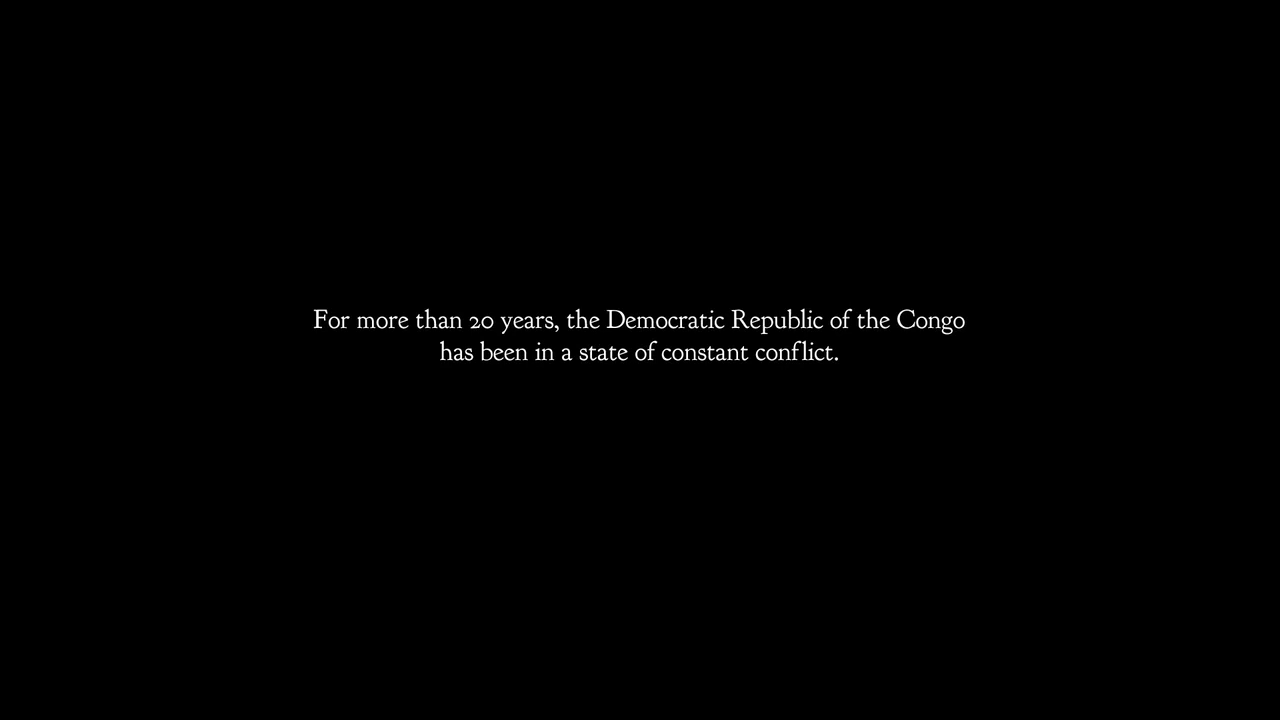 For more than 20 years, the Democratic Republic of the Congo
has been in a state of constant conflict.